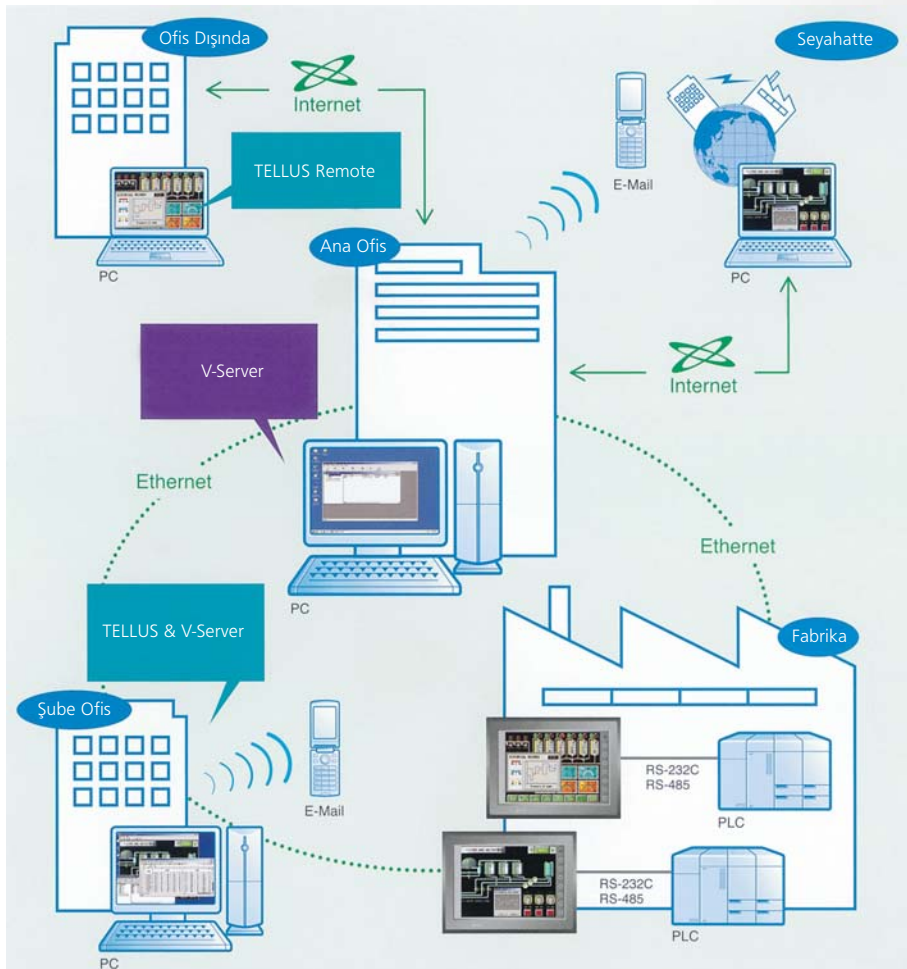 Ofis Dışında
Seyahatte
Internet
TELLUS Remote
E-Mail
PC
PC
Ana Ofis
V-Server
Internet
Ethernet
Ethernet
PC
TELLUS & V-Server
Fabrika
Şube Ofis
E-Mail
RS-232C
RS-485
PLC
RS-232C
RS-485
PLC
PC